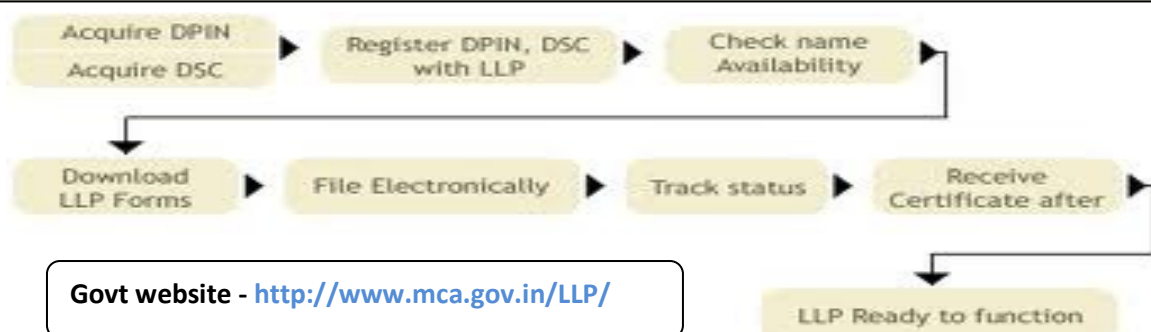 Acquire DPIN
Acquire DSC
Register DPIN, DSC
with LLP
Check name
Availability
Download
LLP Forms
File Electronically
Track status
Receive
Certificate after
Govt website - http://www.mca.gov.in/LLP/
LLP Ready to function